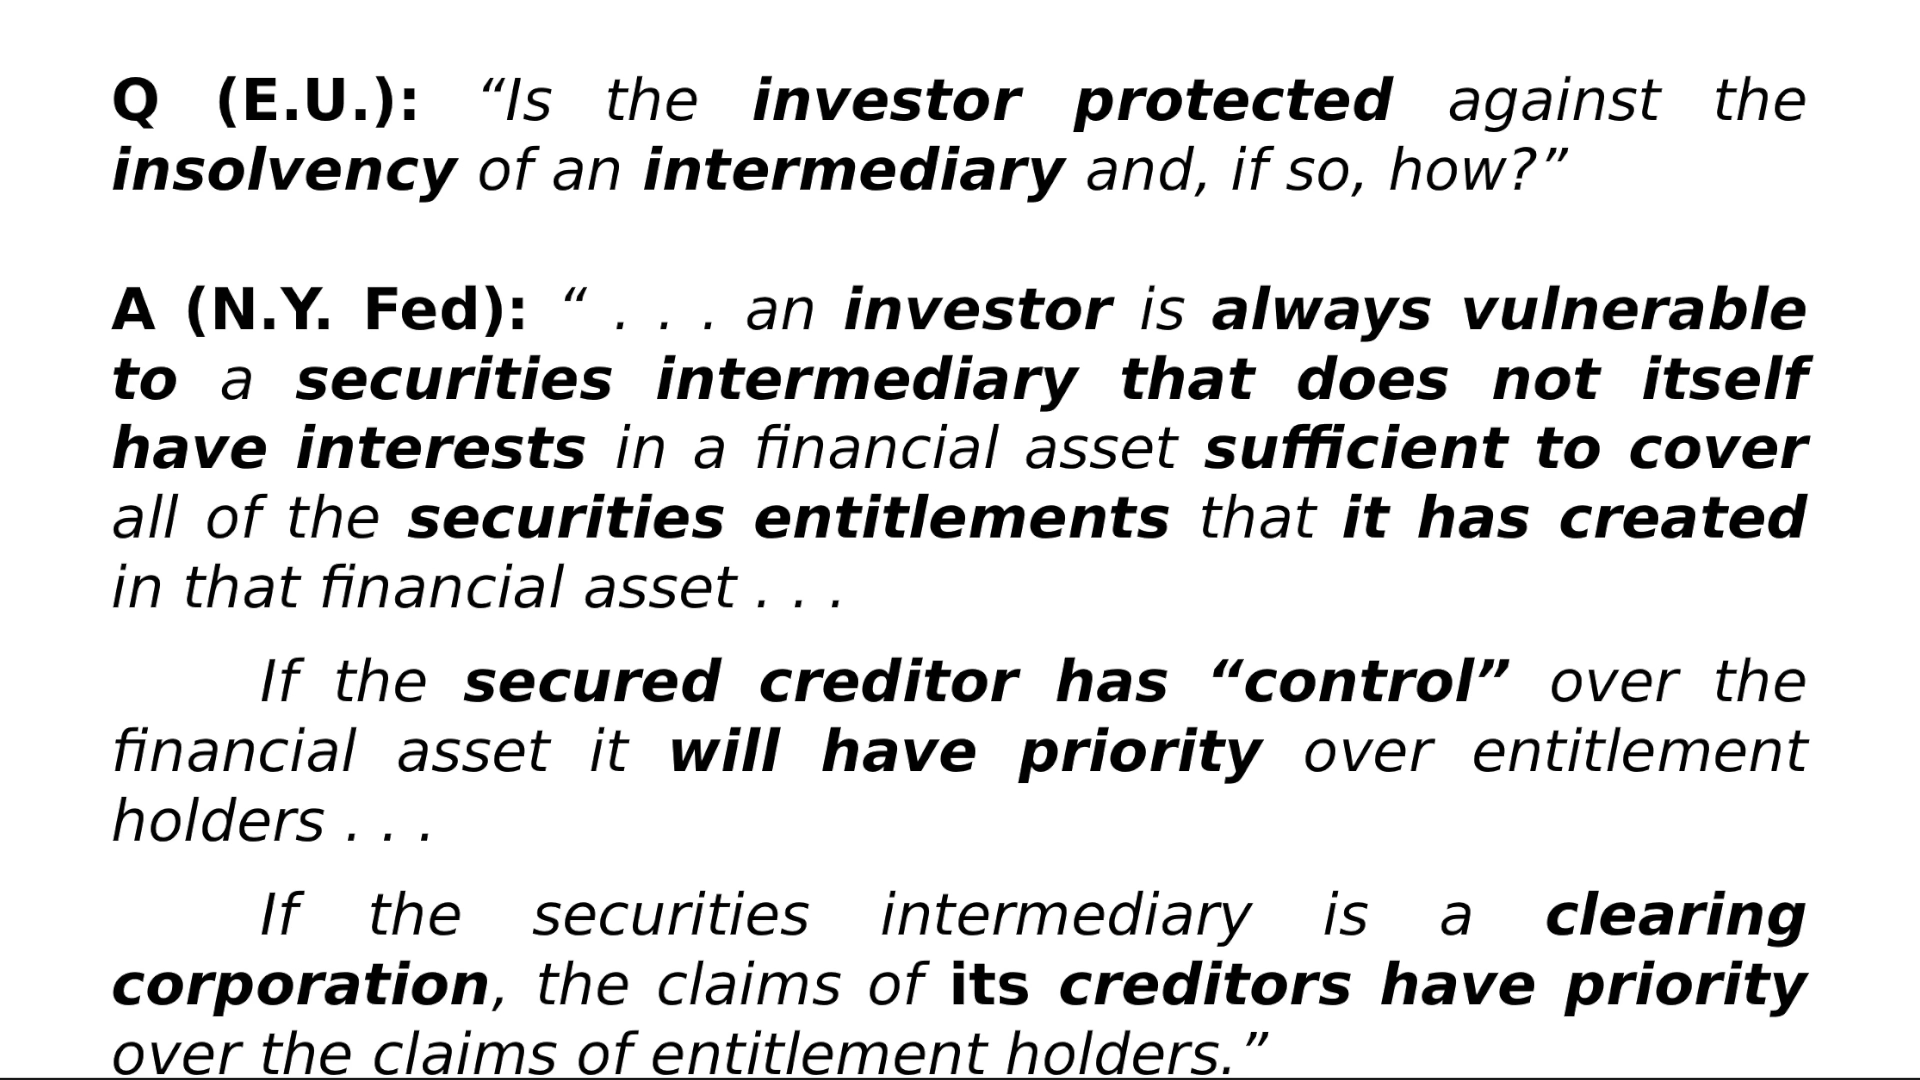 Q (E.U.): “Is the investor protected against the
insolvency of an intermediary and, if so, how?”
A (N.Y. Fed): “ . . . an investor is always vulnerable
to a securities intermediary that does not itself
have interests in a financial asset sufficient to cover
all of the securities entitlements that it has created
in that financial asset . . .
If the secured creditor has “control” over the
financial asset it will have priority over entitlement
holders . . .
If the securities intermediary is a clearing
corporation, the claims of its creditors have priority
over the claims of entitlement holders.”